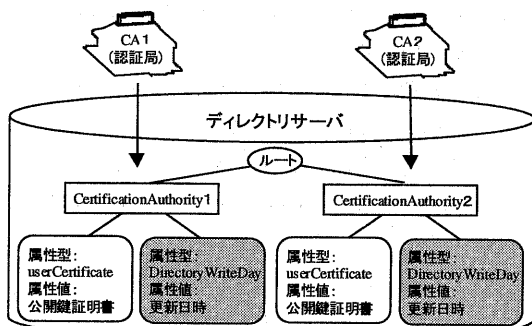 CA1
(認証局)
CA2
(認証局)
ディレクトリサーバ
ルート
CertificationAuthority1
CertificationAuthority2
属性型:
userCertificate
属性値:
公開鍵証明書
属性型:
DirectoryWriteDay
属性値
更新日時
属性型:
userCertificate
属性値:
公開鍵証明書
属性型:
DirectoryWriteDay
属性値
更新日時